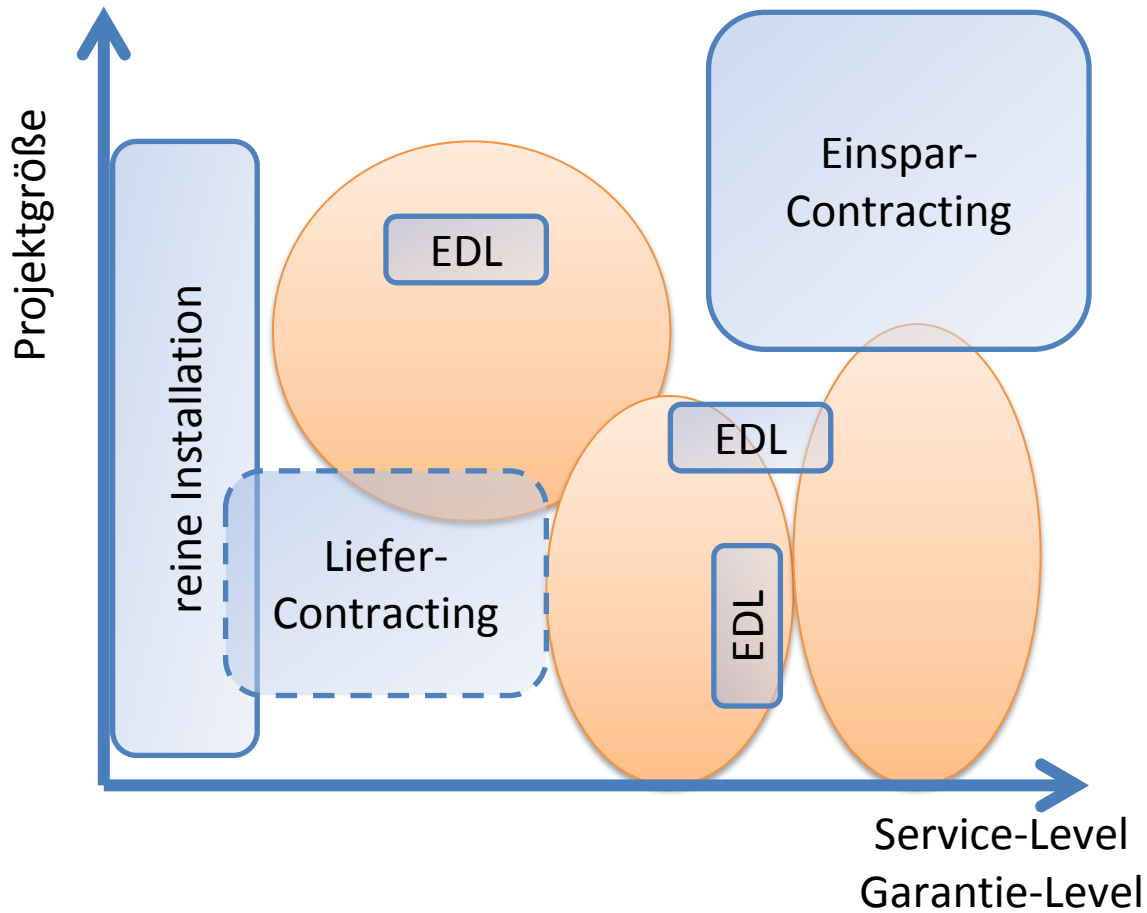 Projektgröße
reine Installation
EDL
Einspar-
Contracting
EDL
Liefer-
Contracting
EDL
Service-Level
Garantie-Level